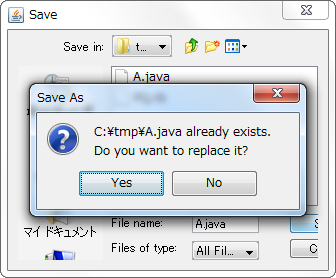 Save
Save in:
t...
A.java
Save As
C:¥tmp¥A.java already exists.
Do you want to replace it?
Yes
No
マイ ドキュメント
File name:
A.java
S
Files of type:
All Fil...
C